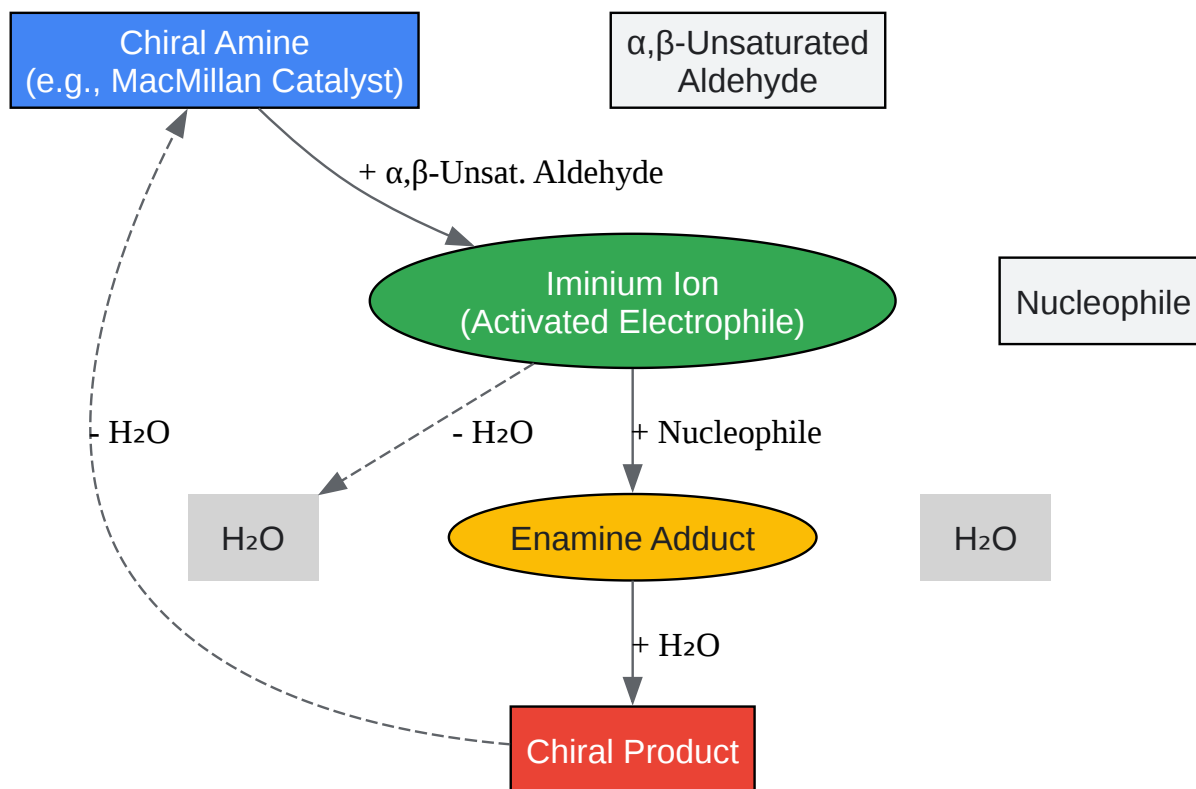 Chiral Amine
(e.g., MacMillan Catalyst)
α,β-Unsaturated
Aldehyde
+ α,β-Unsat. Aldehyde
Iminium Ion
(Activated Electrophile)
Nucleophile
- H₂O
- H₂O
+ Nucleophile
H₂O
Enamine Adduct
H₂O
+ H₂O
Chiral Product